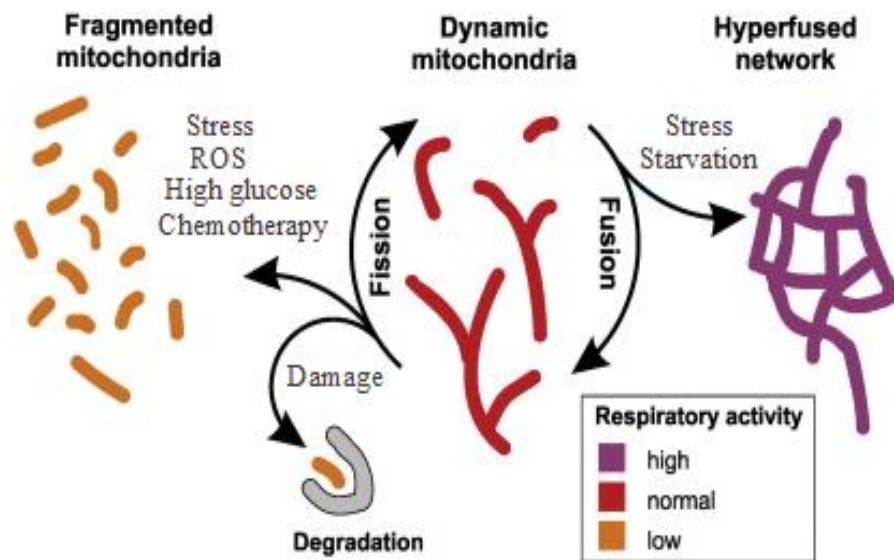 Fragmented
mitochondria
Dynamic
mitochondria
Hyperfused
network
Stress
ROS
High glucose
Chemotherapy
Fission
Fusion
Stress
Starvation
Damage
Degradation
Respiratory activity
high
normal
low